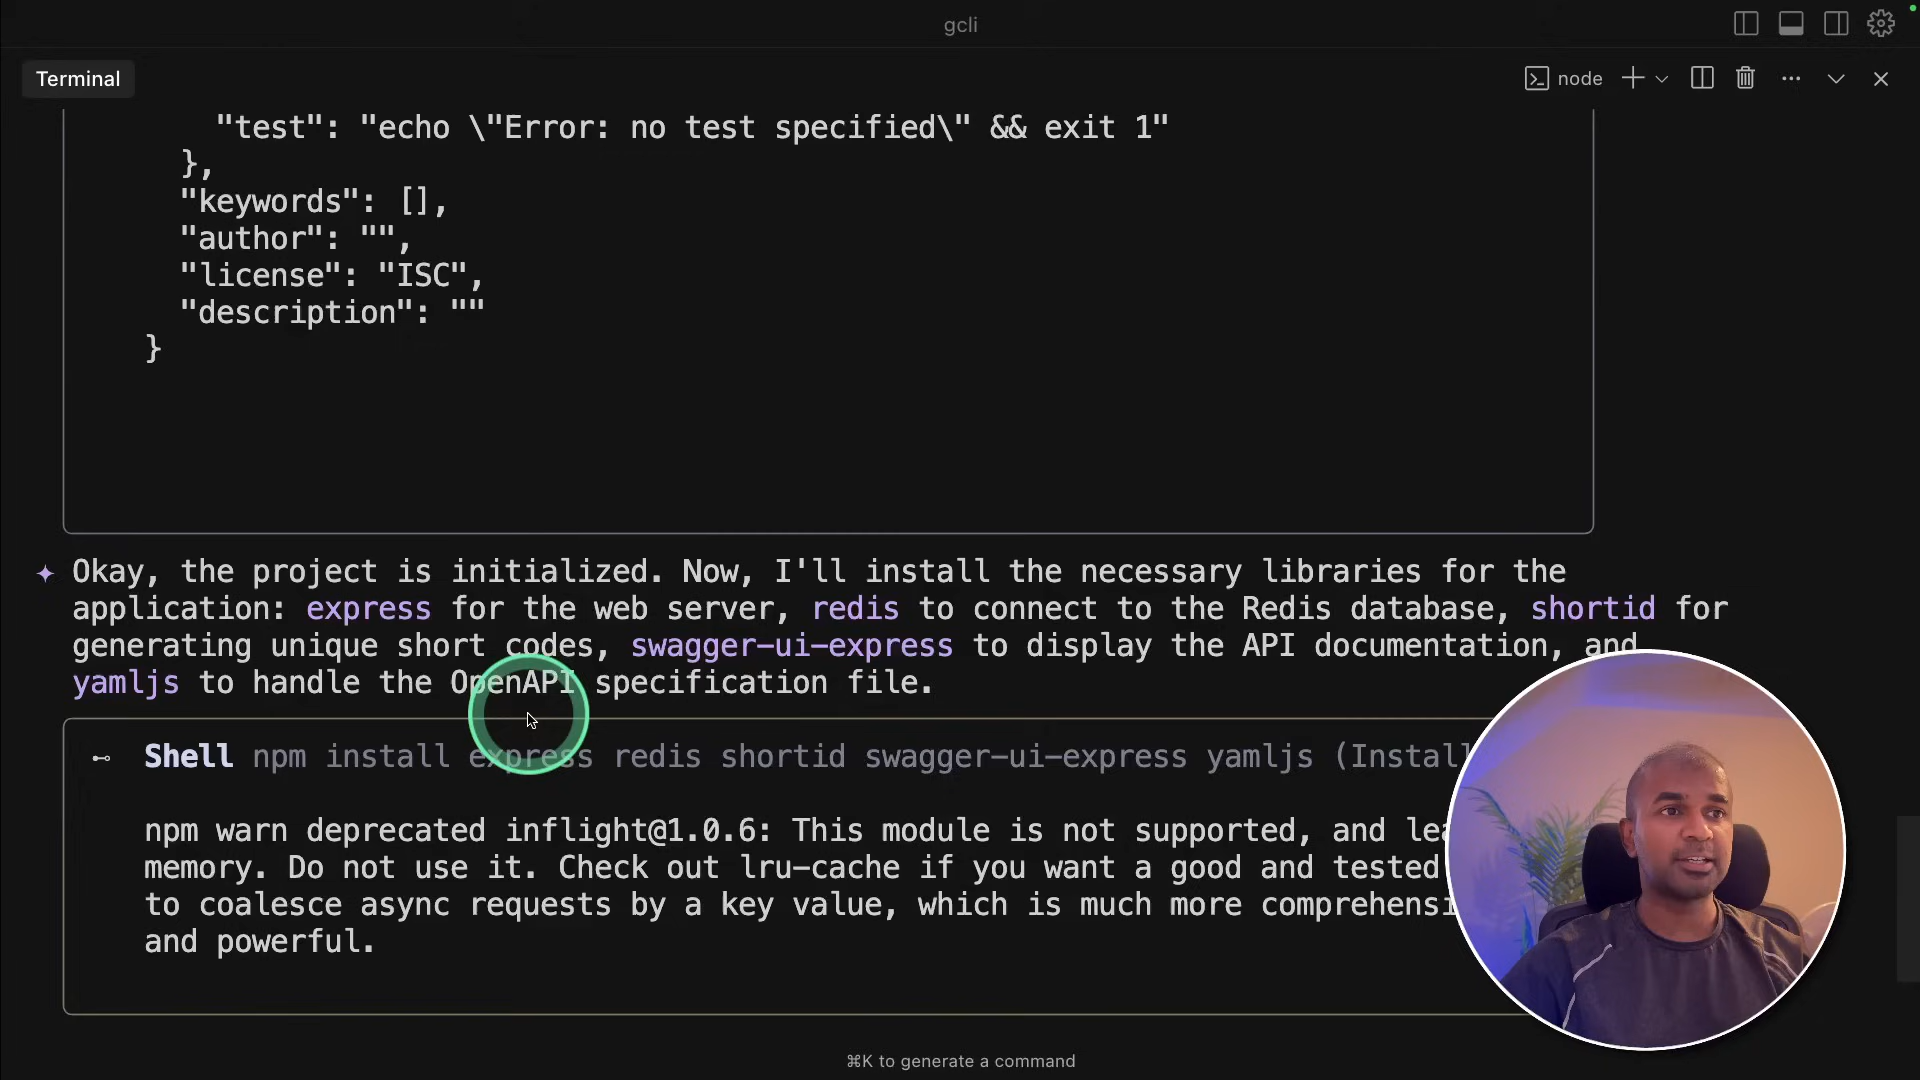 gcli
Terminal
node
"test": "echo \"Error: no test specified\" && exit 1"
},
"keywords": [],
"author": "",
"license": "ISC",
"description": ""
}
Okay, the project is initialized. Now, I'll install the necessary libraries for the
application: express for the web server, redis to connect to the Redis database, shortid for
generating unique short codes, swagger-ui-express to display the API documentation, and
yamljs to handle the OpenAPI specification file.
Shell npm install express redis shortid swagger-ui-express yamljs (Install
npm warn deprecated inflight@1.0.6: This module is not supported, and lea
memory. Do not use it. Check out lru-cache if you want a good and tested
to coalesce async requests by a key value, which is much more comprehensi
and powerful.
⌘K to generate a command